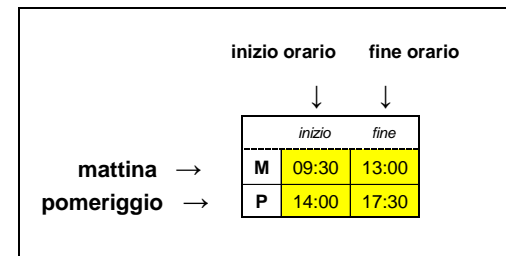 inizio orario fine orario
↓ ↓
inizio fine
mattina → M 09:30 13:00
pomeriggio → P 14:00 17:30